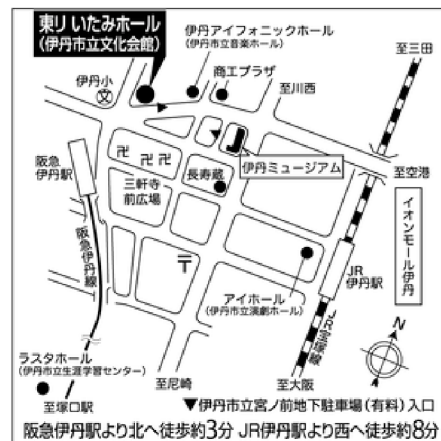 東リ いたみホール
(伊丹市立文化会館)
伊丹アイフォニックホール
(伊丹市立音楽ホール)
至三田
伊丹小
文
商工プラザ
至川西
阪急
伊丹駅
卍 卍 卍
長寿蔵
伊丹ミュージアム
至空港
三軒寺
前広場
イオンモール伊丹
阪急伊丹線
〒
JR
伊丹駅
アイホール
(伊丹市立演劇ホール)
JR宝塚線
N
ラスタホール
(伊丹市立生涯学習センター)
至塚口駅
至尼崎
至大阪
▼伊丹市立宮ノ前地下駐車場(有料)入口
阪急伊丹駅より北へ徒歩約3分 JR伊丹駅より西へ徒歩約8分